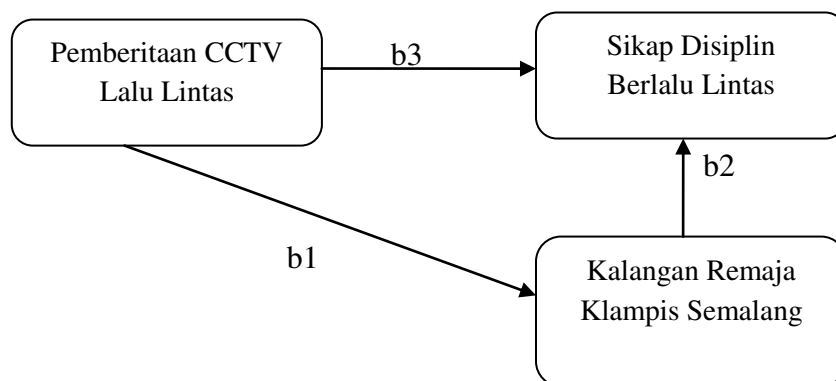 Pemberitaan CCTV
Lalu Lintas
b3
Sikap Disiplin
Berlalu Lintas
b2
b1
Kalangan Remaja
Klampis Semalang